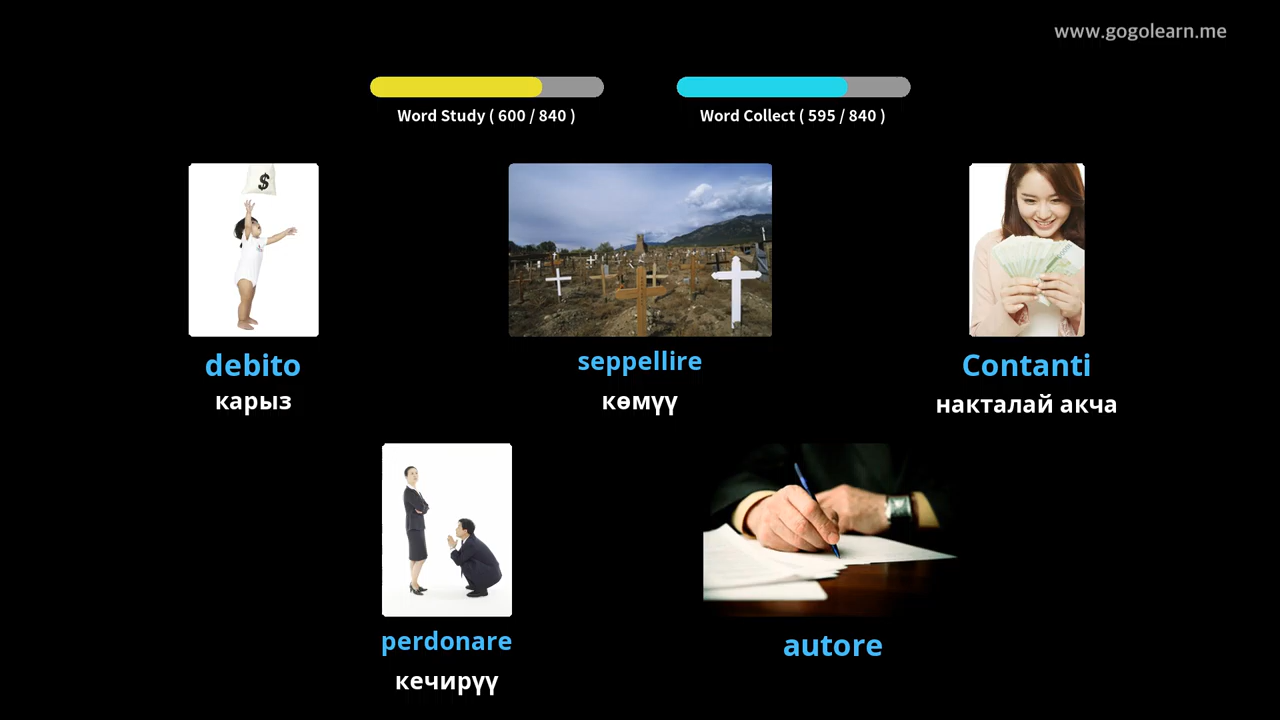 www.gogolearn.me
Word Study ( 600 / 840 )
Word Collect ( 595 / 840 )
$
debito
карыз
seppellire
көмүү
Contanti
накталай акча
perdonare
кечирүү
autore